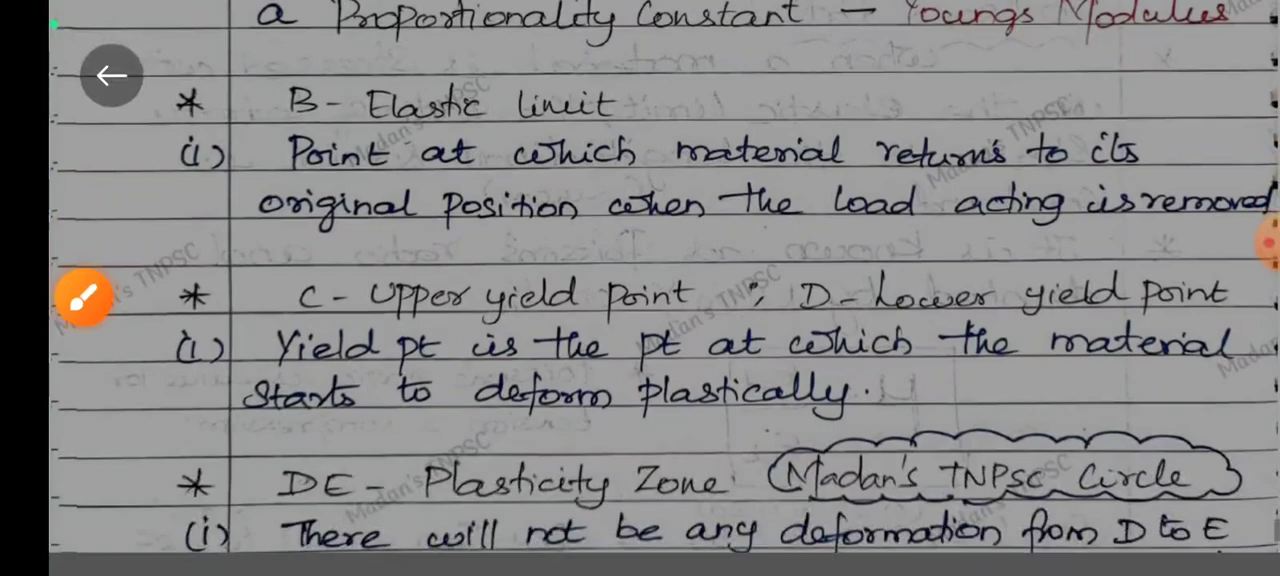 a Proportionality Constant - Youngs Modulus
* B - Elastic limit
(i) Point at which material returns to its
original position when the load acting is removed
* C - Upper yield point ; D - Lower yield point
(i) Yield pt is the pt at which the material
starts to deform plastically.
* DE - Plasticity Zone. Madan's TNPSC Circle
(i) There will not be any deformation from D to E